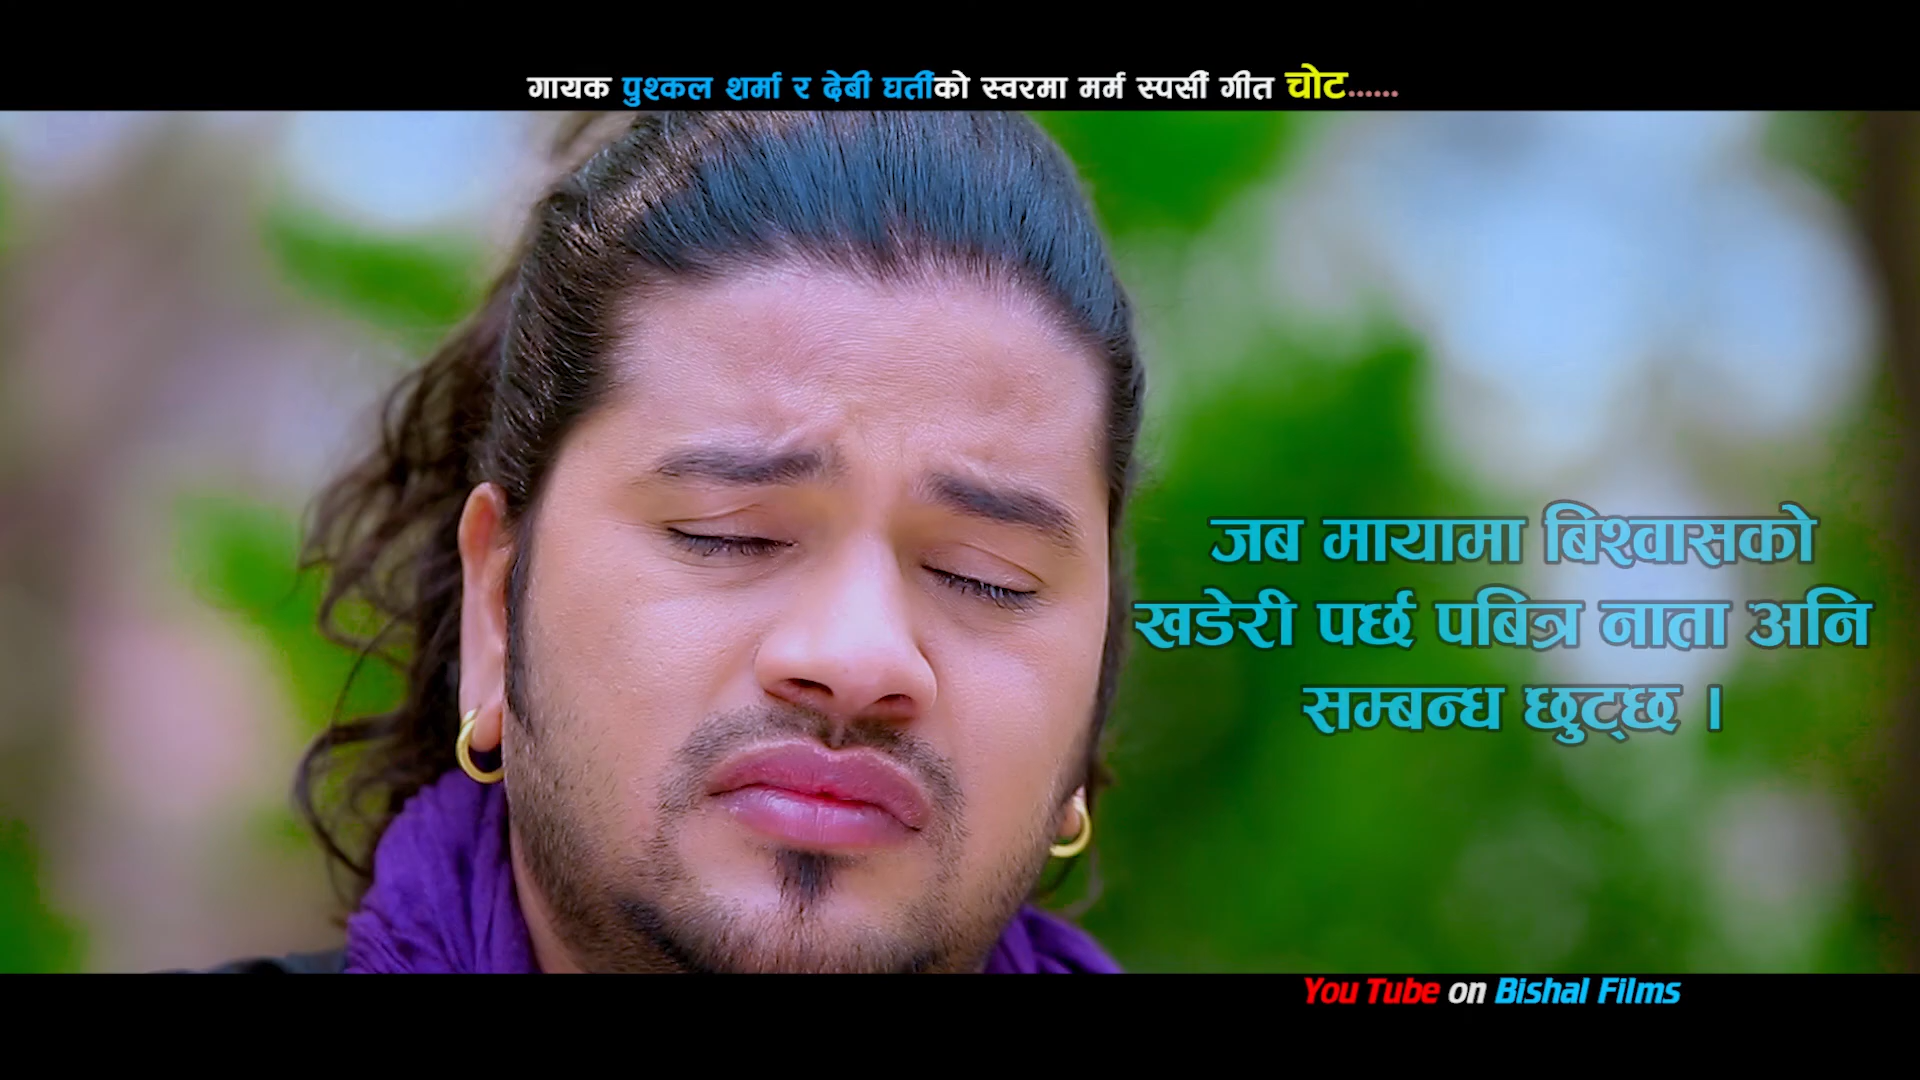 गायक पुश्कल शर्मा र देबी घर्तीको स्वरमा मर्म स्पर्सी गीत चोट......
जब मायामा बिश्वासको
खडेरी पर्छ पबित्र नाता अनि
सम्बन्ध छुट्छ ।
You Tube on Bishal Films